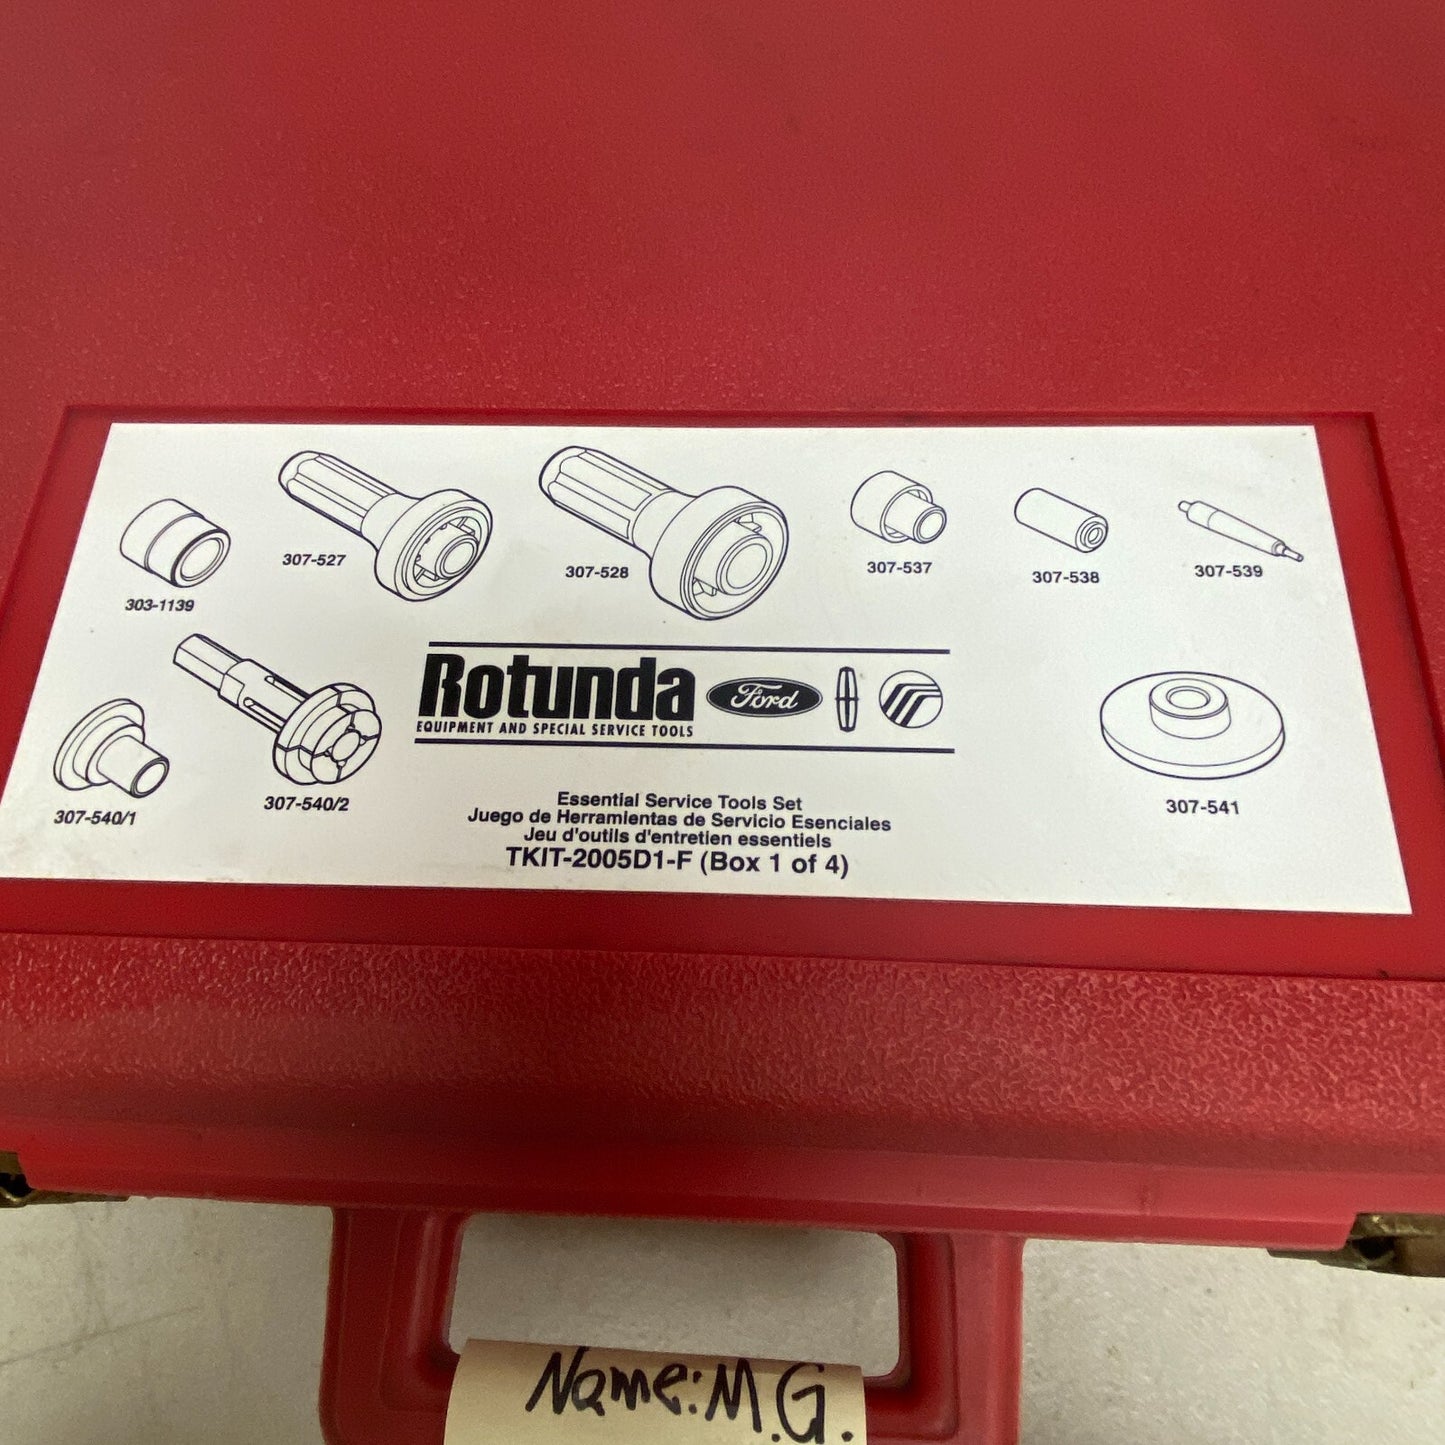 307-527
307-528
307-537
307-538
307-539
303-1139
Rotunda
Ford
EQUIPMENT AND SPECIAL SERVICE TOOLS
307-540/1
307-540/2
307-541
Essential Service Tools Set
Juego de Herramientas de Servicio Esenciales
Jeu d'outils d'entretien essentiels
TKIT-2005D1-F (Box 1 of 4)
Name: M.G.